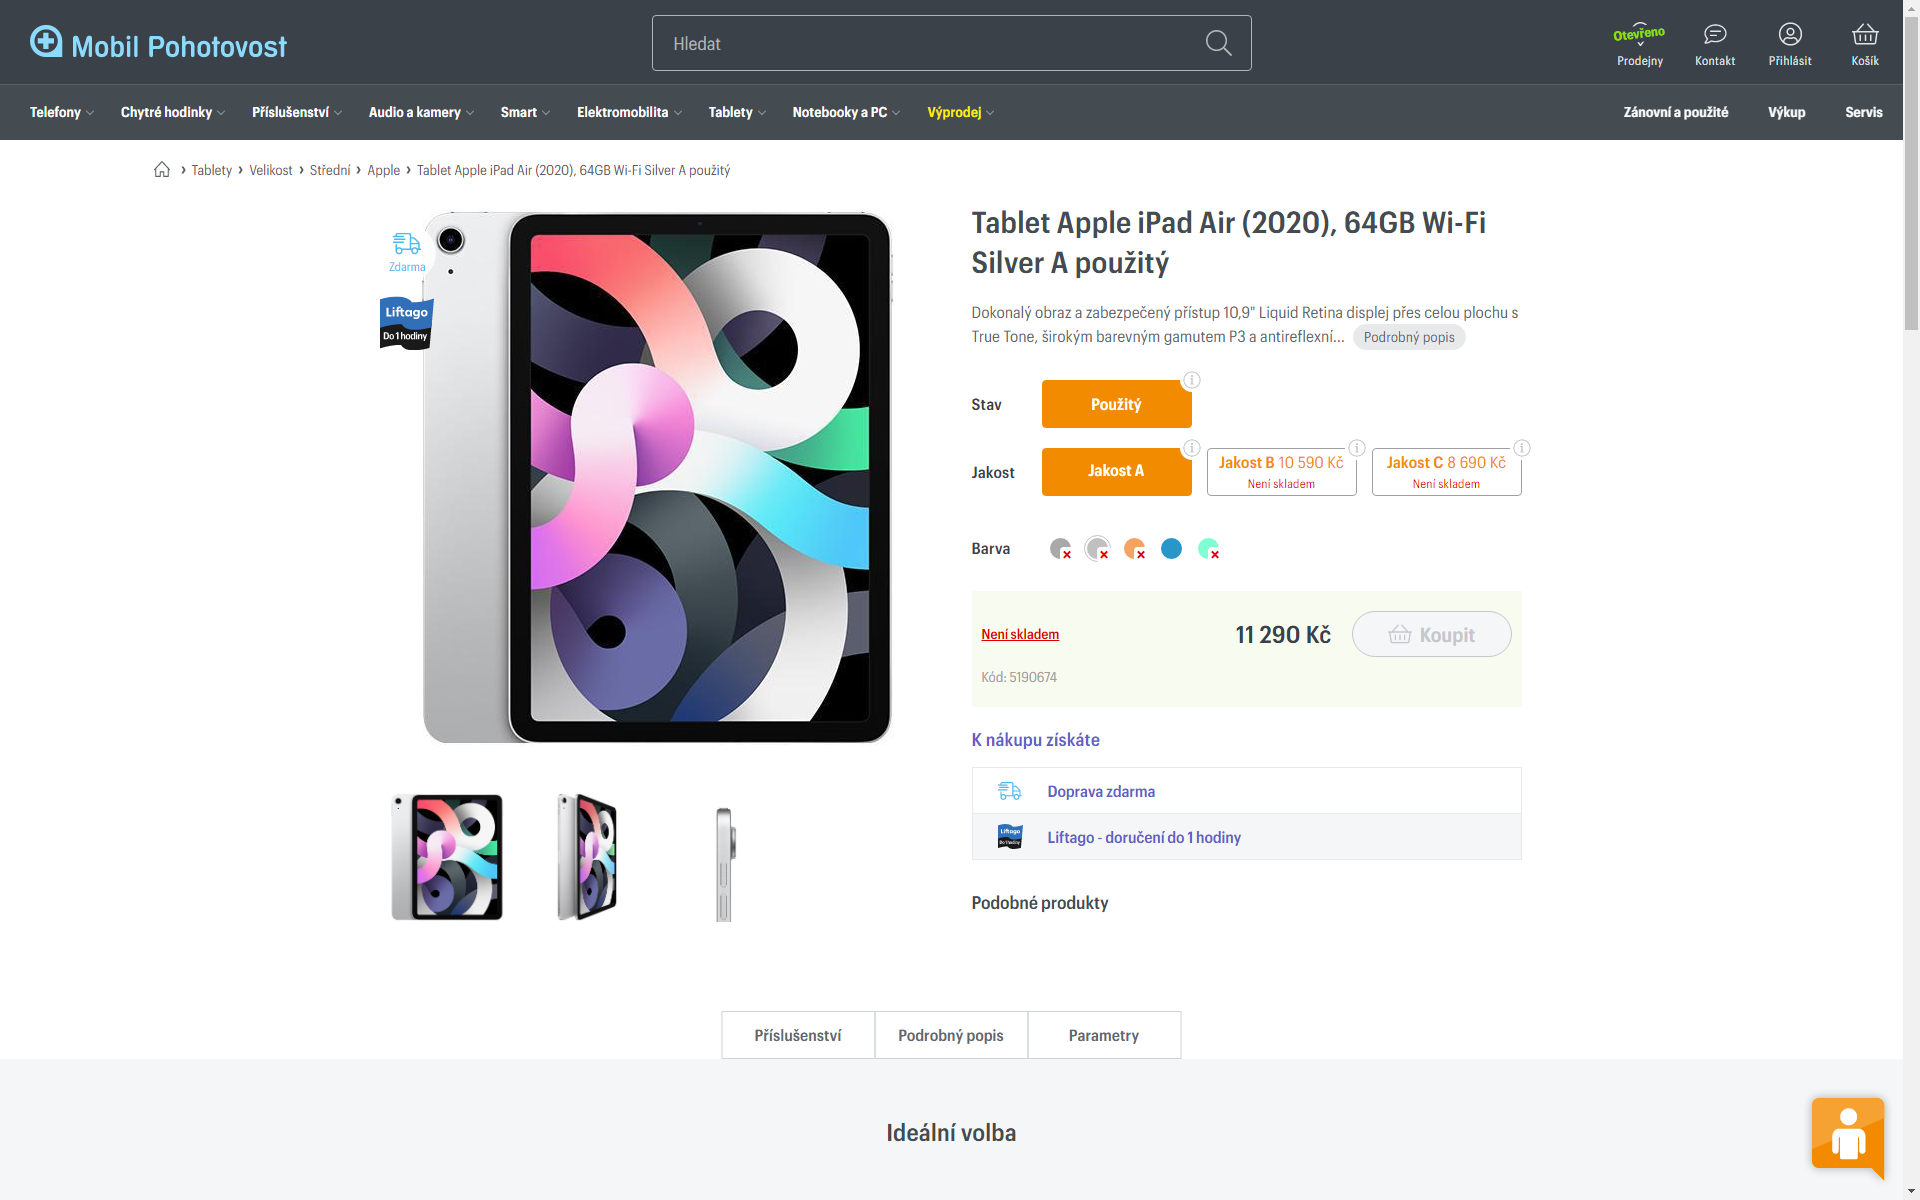 Mobil Pohotovost
Hledat
Otevřeno
Prodejny
Kontakt
Přihlásit
Košík
Telefony
Chytré hodinky
Příslušenství
Audio a kamery
Smart
Elektromobilita
Tablety
Notebooky a PC
Výprodej
Zánovní a použité
Výkup
Servis
› Tablety › Velikost › Střední › Apple › Tablet Apple iPad Air (2020), 64GB Wi-Fi Silver A použitý
Zdarma
Liftago
Do 1 hodiny
Tablet Apple iPad Air (2020), 64GB Wi-Fi
Silver A použitý
Dokonalý obraz a zabezpečený přístup 10,9" Liquid Retina displej přes celou plochu s
True Tone, širokým barevným gamutem P3 a antireflexní... Podrobný popis
Stav
Použitý
Jakost
Jakost A
Jakost B 10 590 Kč
Není skladem
Jakost C 8 690 Kč
Není skladem
Barva
Není skladem
11 290 Kč
Koupit
Kód: 5190674
K nákupu získáte
Doprava zdarma
Liftago
Do 1 hodiny
Liftago - doručení do 1 hodiny
Podobné produkty
Příslušenství
Podrobný popis
Parametry
Ideální volba